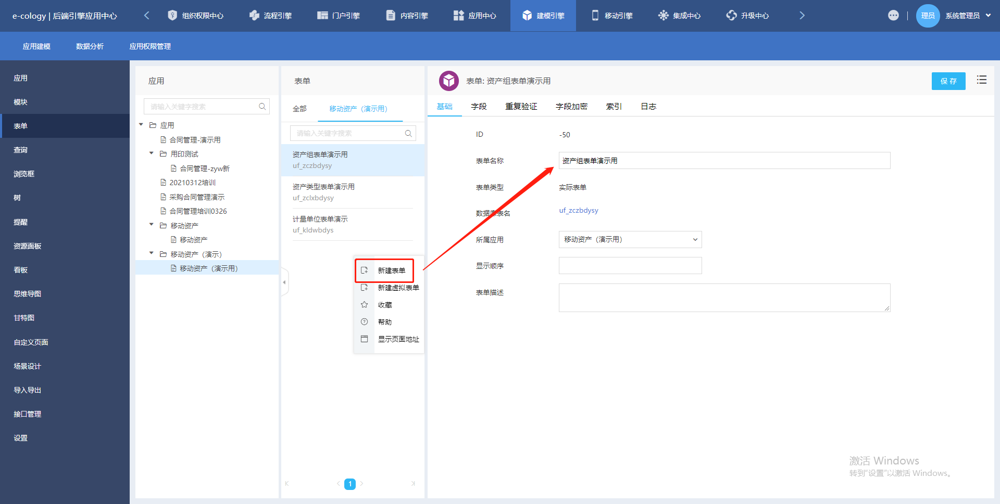 e-cology | 后端引擎应用中心
组织权限中心
流程引擎
门户引擎
内容引擎
应用中心
建模引擎
移动引擎
集成中心
升级中心
理员
系统管理员
应用建模
数据分析
应用权限管理
应用
模块
表单
查询
浏览框
树
提醒
资源面板
看板
思维导图
甘特图
自定义页面
场景设计
导入导出
接口管理
设置
应用
请输入关键字搜索
应用
合同管理-演示用
用印测试
合同管理-zyw新
20210312培训
采购合同管理演示
合同管理培训0326
移动资产
移动资产
移动资产（演示）
移动资产（演示用）
表单
全部
移动资产（演示用）
请输入关键字搜索
资产组表单演示用
uf_zczbdysy
资产类型表单演示用
uf_zclxbdysy
计量单位表单演示
uf_kldwbdys
新建表单
新建虚拟表单
收藏
帮助
显示页面地址
1
表单: 资产组表单演示用
保存
基础
字段
重复验证
字段加密
索引
日志
ID
-50
表单名称
资产组表单演示用
表单类型
实际表单
数据库表名
uf_zczbdysy
所属应用
移动资产（演示用）
显示顺序
表单描述
激活 Windows
转到"设置"以激活 Windows。